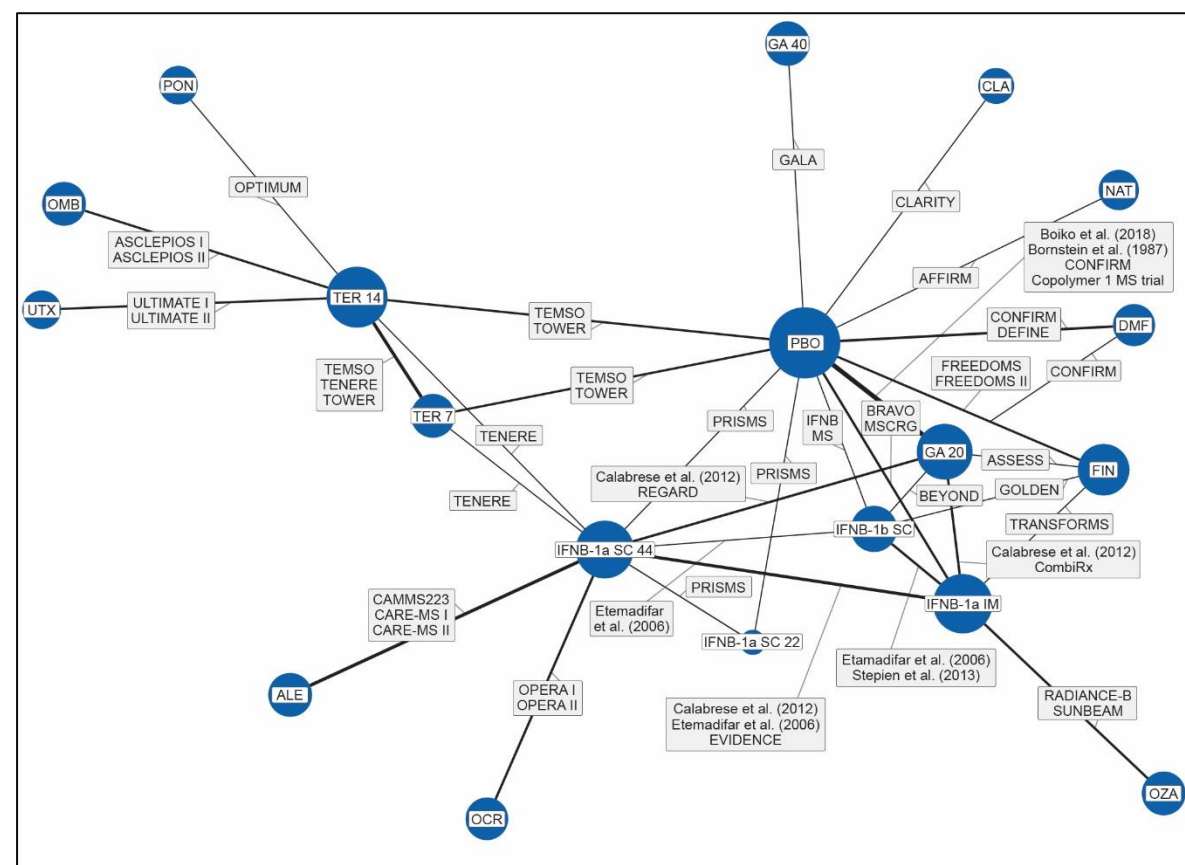 GA 40
PON
CLA
GALA
OPTIMUM
NAT
OMB
CLARITY
Boiko et al. (2018)
Bornstein et al. (1987)
CONFIRM
Copolymer 1 MS trial
ASCLEPIOS I
ASCLEPIOS II
AFFIRM
TER 14
UTX
ULTIMATE I
ULTIMATE II
TEMSO
TOWER
CONFIRM
DEFINE
DMF
PBO
TEMSO
TENERE
TOWER
TEMSO
TOWER
FREEDOMS
FREEDOMS II
CONFIRM
TER 7
PRISMS
IFNB
MS
BRAVO
MSCRG
TENERE
GA 20
ASSESS
FIN
Calabrese et al. (2012)
REGARD
PRISMS
BEYOND
GOLDEN
TENERE
IFNB-1b SC
TRANSFORMS
IFNB-1a SC 44
Calabrese et al. (2012)
CombiRx
PRISMS
IFNB-1a IM
CAMMS223
CARE-MS I
CARE-MS II
Etemadifar
et al. (2006)
IFNB-1a SC 22
Etamadifar et al. (2006)
Stepien et al. (2013)
ALE
OPERA I
OPERA II
Calabrese et al. (2012)
Etemadifar et al. (2006)
EVIDENCE
RADIANCE-B
SUNBEAM
OZA
OCR